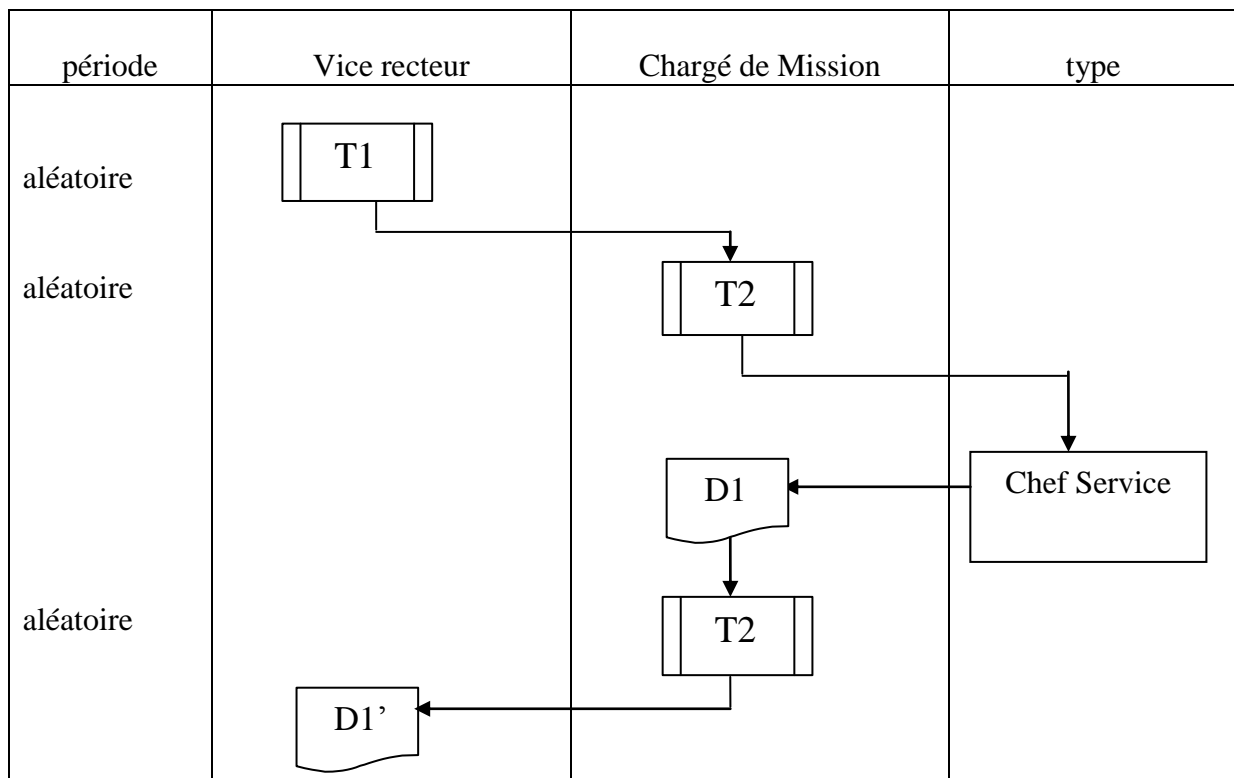 période Vice recteur Chargé de Mission type
T1
aléatoire
aléatoire
T2
D1 Chef Service
aléatoire
T2
D1’